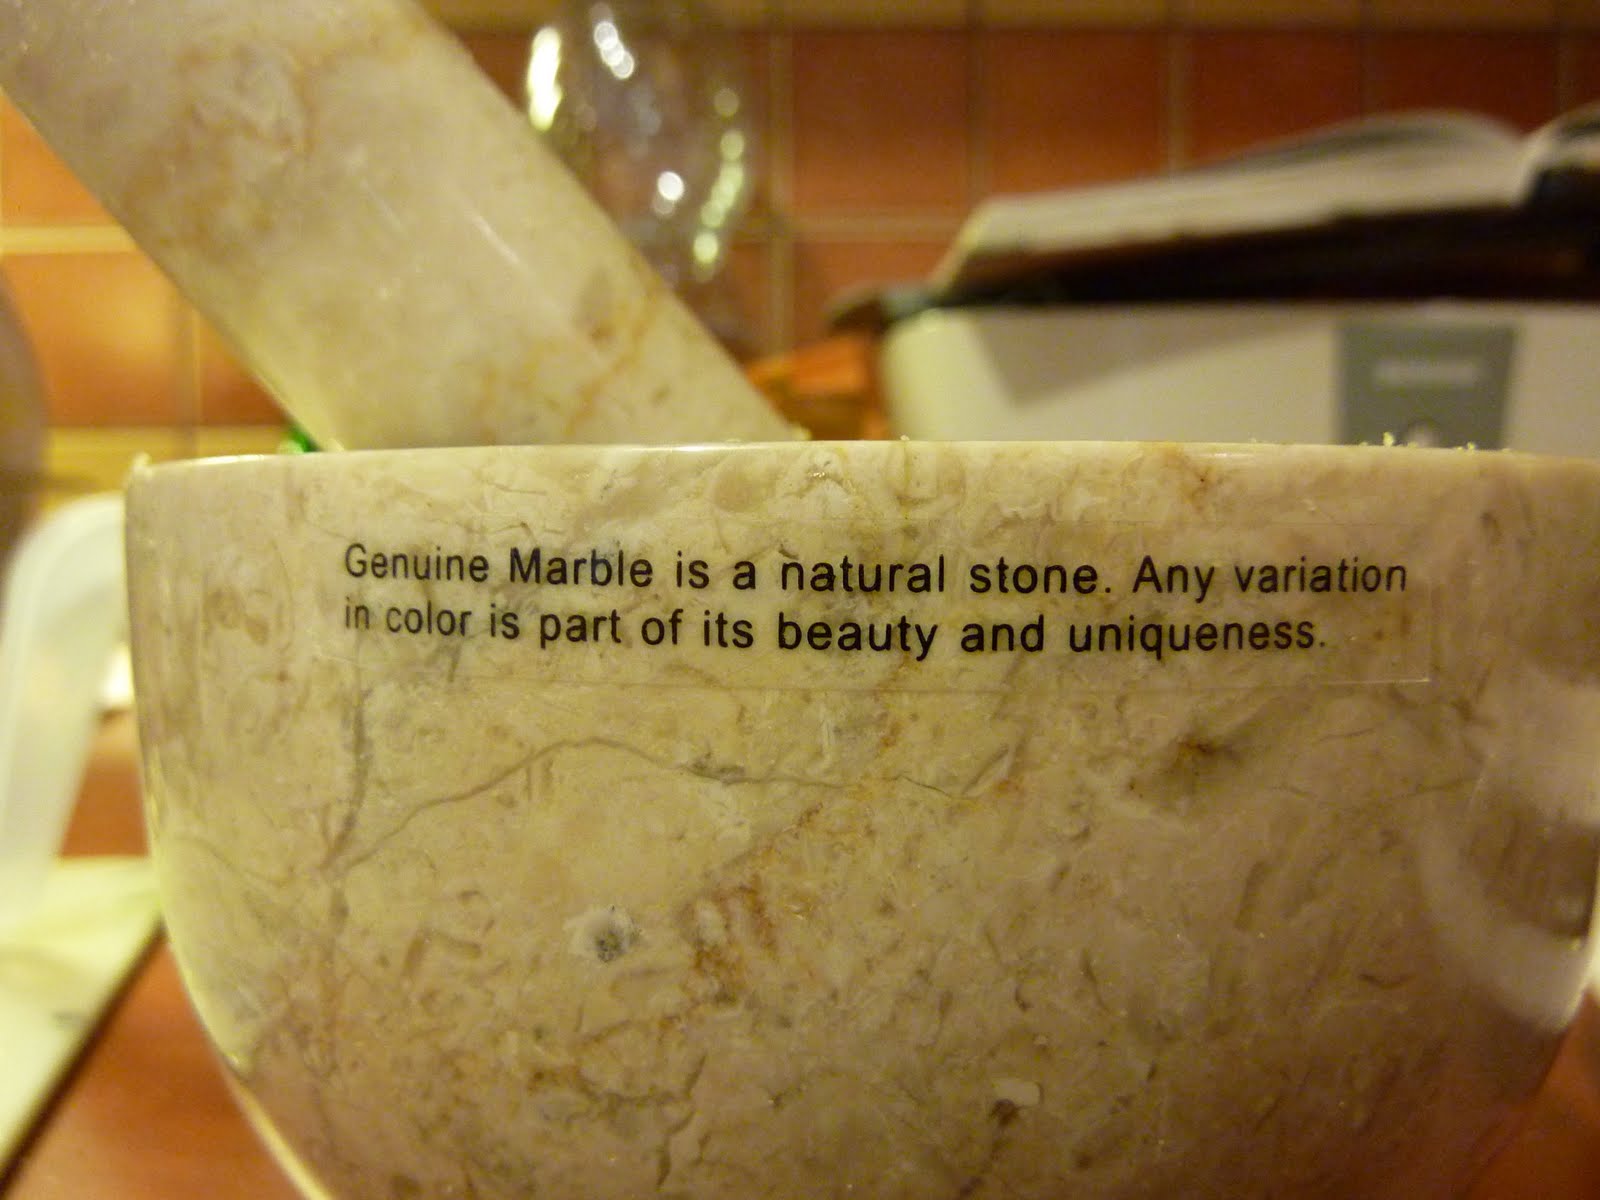 Genuine Marble is a natural stone. Any variation
in color is part of its beauty and uniqueness.